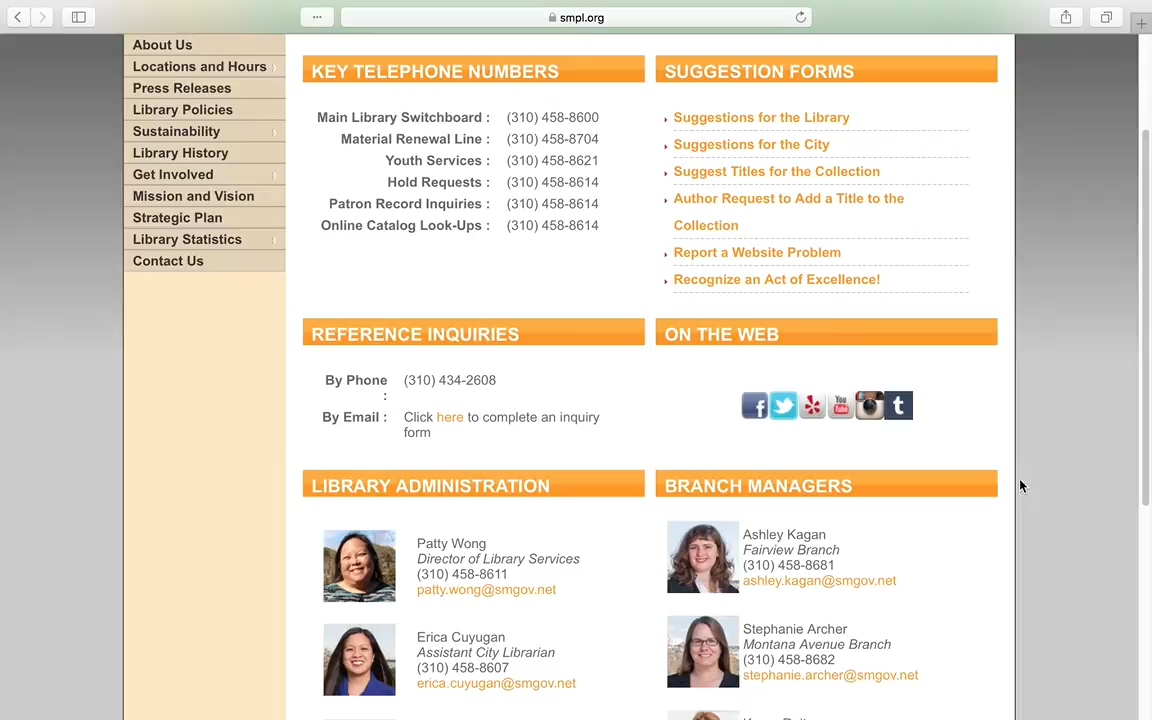 smpl.org
About Us
Locations and Hours
Press Releases
Library Policies
Sustainability
Library History
Get Involved
Mission and Vision
Strategic Plan
Library Statistics
Contact Us
KEY TELEPHONE NUMBERS
Main Library Switchboard : (310) 458-8600
Material Renewal Line : (310) 458-8704
Youth Services : (310) 458-8621
Hold Requests : (310) 458-8614
Patron Record Inquiries : (310) 458-8614
Online Catalog Look-Ups : (310) 458-8614
SUGGESTION FORMS
Suggestions for the Library
Suggestions for the City
Suggest Titles for the Collection
Author Request to Add a Title to the
Collection
Report a Website Problem
Recognize an Act of Excellence!
REFERENCE INQUIRIES
By Phone (310) 434-2608
:
By Email : Click here to complete an inquiry
form
ON THE WEB
f You Tube t
LIBRARY ADMINISTRATION
Patty Wong
Director of Library Services
(310) 458-8611
patty.wong@smgov.net
Erica Cuyugan
Assistant City Librarian
(310) 458-8607
erica.cuyugan@smgov.net
BRANCH MANAGERS
Ashley Kagan
Fairview Branch
(310) 458-8681
ashley.kagan@smgov.net
Stephanie Archer
Montana Avenue Branch
(310) 458-8682
stephanie.archer@smgov.net